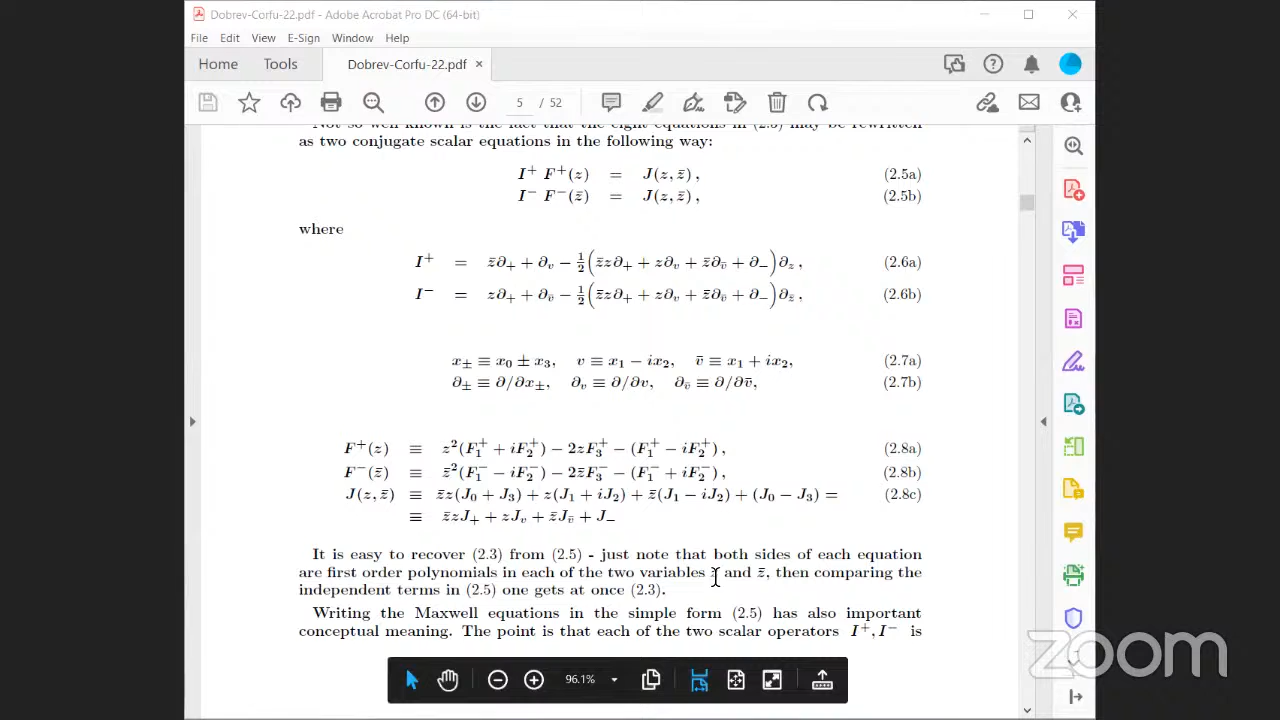 Dobrev-Corfu-22.pdf - Adobe Acrobat Pro DC (64-bit)
File Edit View E-Sign Window Help
Home Tools Dobrev-Corfu-22.pdf ×
5 / 52
Not so well known is the fact that the eight equations in (2.3) may be rewritten
as two conjugate scalar equations in the following way:
I⁺ F⁺(z) = J(z, z̄) , (2.5a)
I⁻ F⁻(z̄) = J(z, z̄) , (2.5b)
where
I⁺ = z̄∂₊ + ∂ᵥ − ½(z̄z∂₊ + z∂ᵥ + z̄∂_v̄ + ∂₋)∂_z , (2.6a)
I⁻ = z∂₊ + ∂_v̄ − ½(z̄z∂₊ + z∂ᵥ + z̄∂_v̄ + ∂₋)∂_z̄ , (2.6b)
x± ≡ x₀ ± x₃, v ≡ x₁ − ix₂, v̄ ≡ x₁ + ix₂, (2.7a)
∂± ≡ ∂/∂x±, ∂ᵥ ≡ ∂/∂v, ∂_v̄ ≡ ∂/∂v̄, (2.7b)
F⁺(z) ≡ z²(F₁⁺ + iF₂⁺) − 2zF₃⁺ − (F₁⁺ − iF₂⁺) , (2.8a)
F⁻(z̄) ≡ z̄²(F₁⁻ − iF₂⁻) − 2z̄F₃⁻ − (F₁⁻ + iF₂⁻) , (2.8b)
J(z, z̄) ≡ z̄z(J₀ + J₃) + z(J₁ + iJ₂) + z̄(J₁ − iJ₂) + (J₀ − J₃) = (2.8c)
≡ z̄zJ₊ + zJᵥ + z̄J_v̄ + J₋
It is easy to recover (2.3) from (2.5) - just note that both sides of each equation
are first order polynomials in each of the two variables z and z̄, then comparing the
independent terms in (2.5) one gets at once (2.3).
Writing the Maxwell equations in the simple form (2.5) has also important
conceptual meaning. The point is that each of the two scalar operators I⁺, I⁻ is
96.1%
zoom